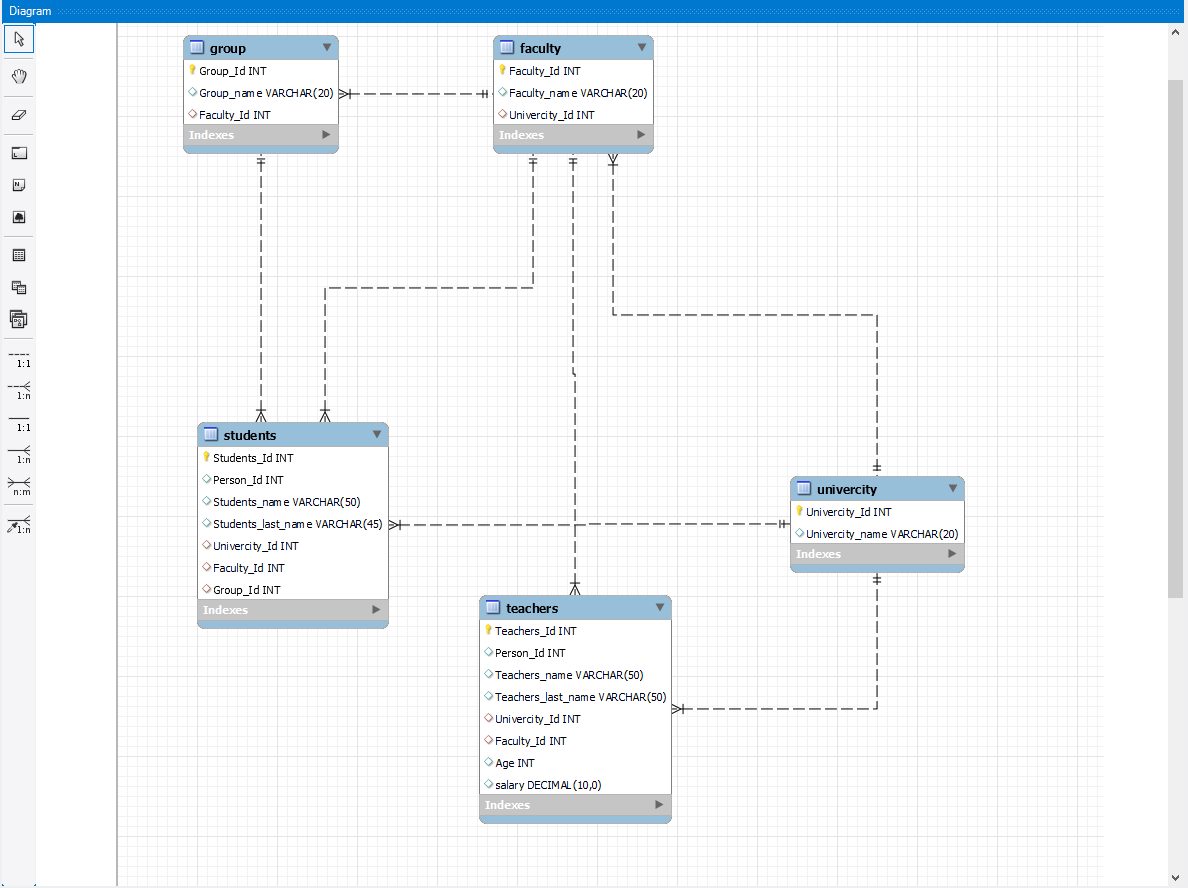 Diagram
group
Group_Id INT
Group_name VARCHAR(20)
Faculty_Id INT
Indexes
faculty
Faculty_Id INT
Faculty_name VARCHAR(20)
Univercity_Id INT
Indexes
1:1
1:n
1:1
1:n
n:m
1:n
students
Students_Id INT
Person_Id INT
Students_name VARCHAR(50)
Students_last_name VARCHAR(45)
Univercity_Id INT
Faculty_Id INT
Group_Id INT
Indexes
univercity
Univercity_Id INT
Univercity_name VARCHAR(20)
Indexes
teachers
Teachers_Id INT
Person_Id INT
Teachers_name VARCHAR(50)
Teachers_last_name VARCHAR(50)
Univercity_Id INT
Faculty_Id INT
Age INT
salary DECIMAL(10,0)
Indexes